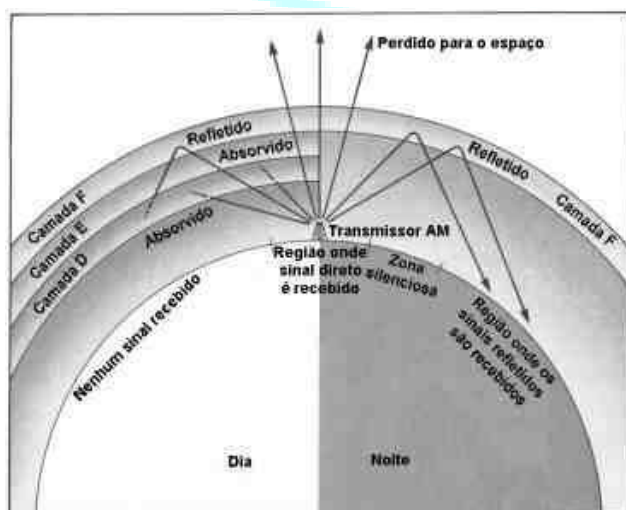 Perdido para o espaço
Refletido
Absorvido
Absorvido
Camada F
Camada E
Camada D
Refletido
Camada F
Transmissor AM
Região onde
sinal direto
é recebido
Zona
silenciosa
Nenhum sinal recebido
Região onde os
sinais refletidos
são recebidos
Dia
Noite